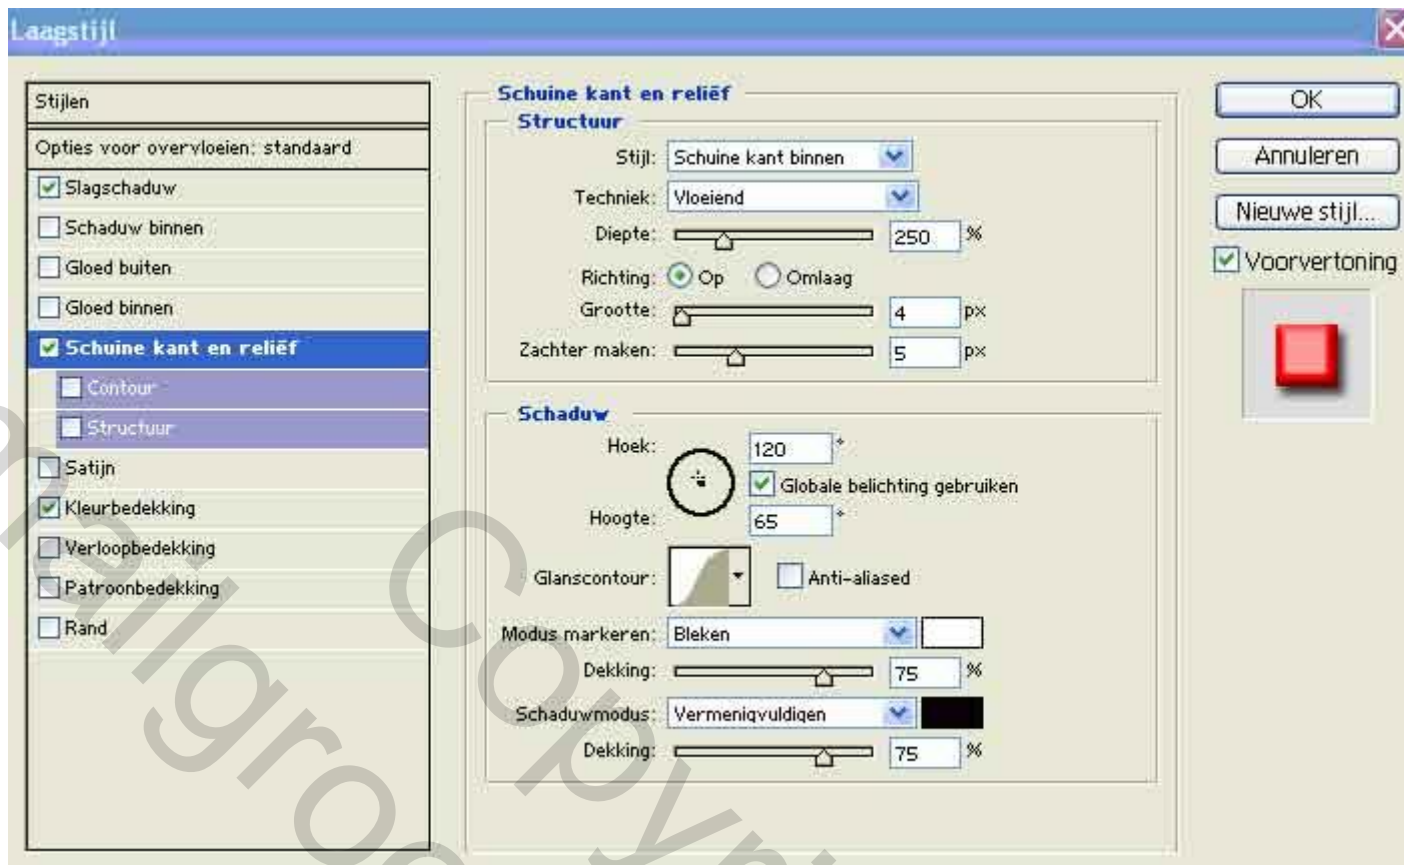 Laagstijl
Stijlen
Opties voor overvloeien: standaard
Slagschaduw
Schaduw binnen
Gloed buiten
Gloed binnen
Schuine kant en reliëf
Contour
Structuur
Satijn
Kleurbedekking
Verloopbedekking
Patroonbedekking
Rand
Schuine kant en reliëf
Structuur
Stijl: Schuine kant binnen
Techniek: Vloeiend
Diepte: 250 %
Richting: Op Omlaag
Grootte: 4 px
Zachter maken: 5 px
Schaduw
Hoek: 120 °
Globale belichting gebruiken
Hoogte: 65 °
Glanscontour: Anti-aliased
Modus markeren: Bleken
Dekking: 75 %
Schaduwmodus: Vermenigvuldigen
Dekking: 75 %
OK
Annuleren
Nieuwe stijl...
Voorvertoning